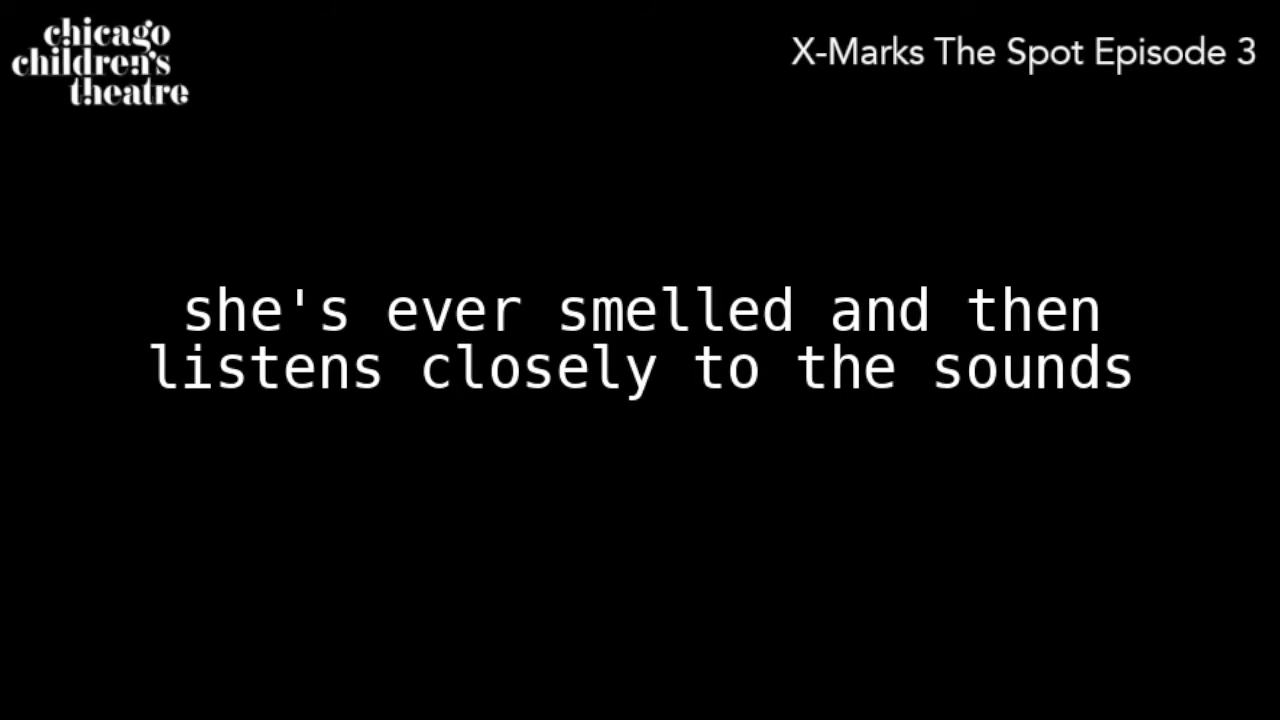 chicago
children's
theatre
X-Marks The Spot Episode 3
she's ever smelled and then
listens closely to the sounds